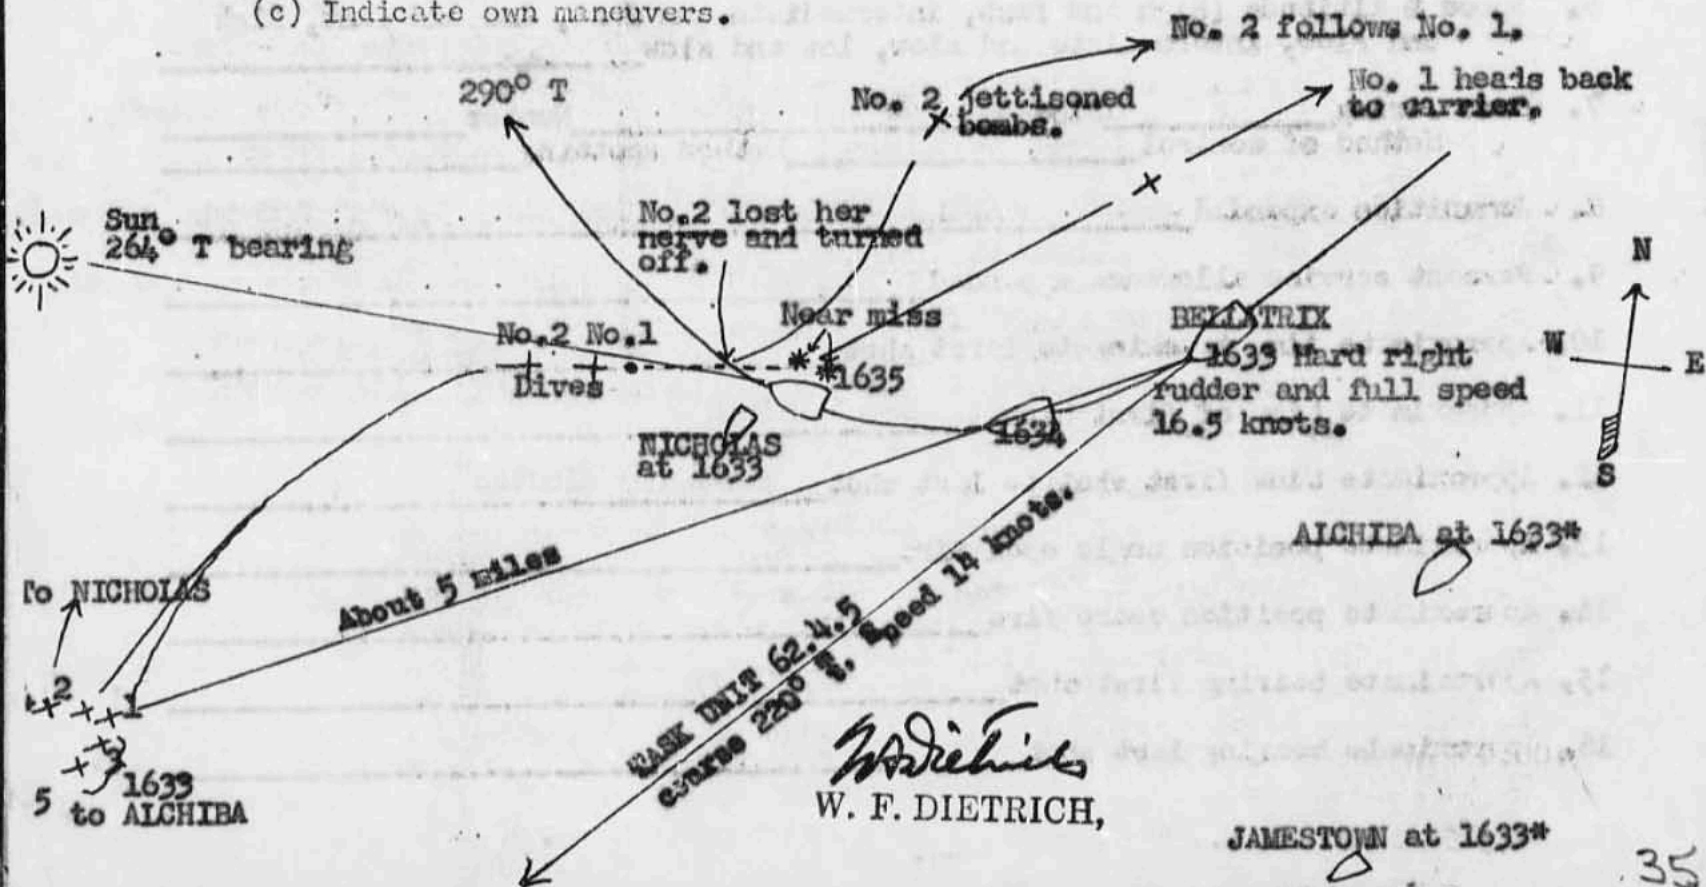 (c) Indicate own maneuvers.
No. 2 follows No. 1.
290° T
No. 2 jettisoned
bombs.
No. 1 heads back
to carrier.
Sun
264° T bearing
No.2 lost her
nerve and turned
off.
N
Near miss
BELLATRIX
No.2 No.1
Dives
1635
1633 Hard right
rudder and full speed
16.5 knots.
W
E
NICHOLAS
at 1633
1634
S
ALCHIBA at 1633*
To NICHOLAS
About 5 miles
TASK UNIT 62.4.5
course 220° T. Speed 14 knots.
2
1
3
1633
5 to ALCHIBA
W. F. DIETRICH,
JAMESTOWN at 1633*
35